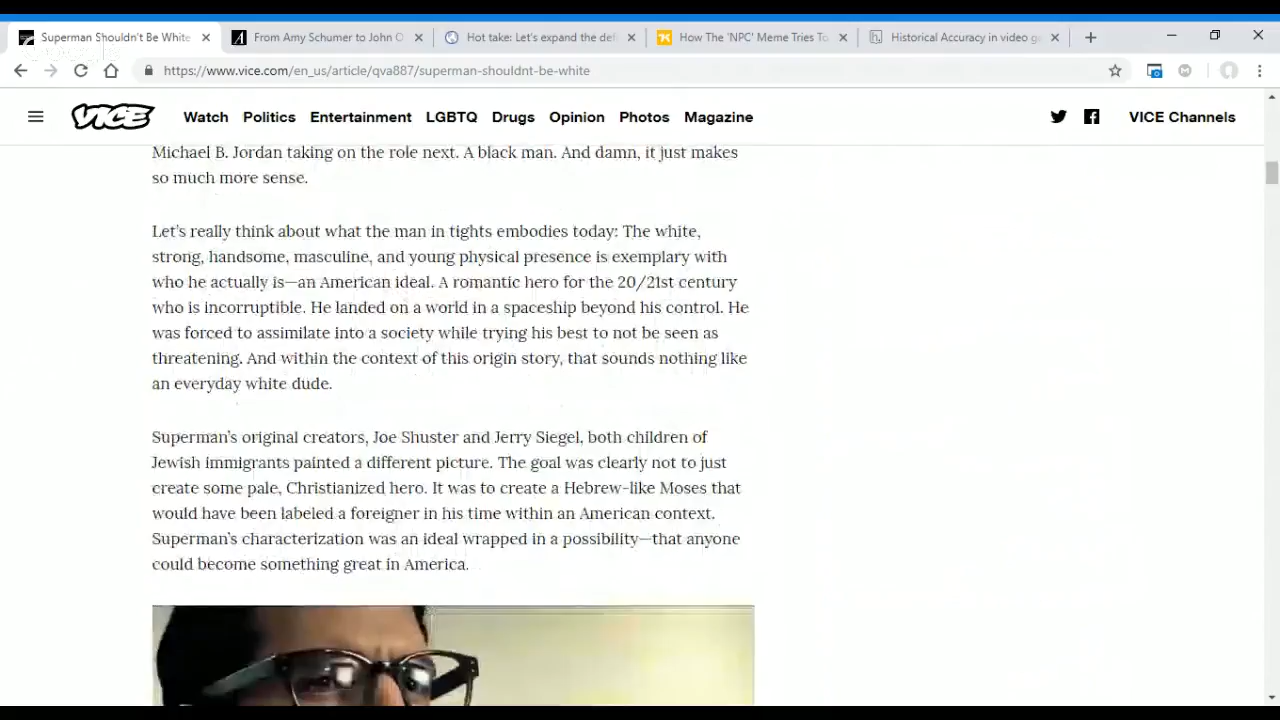 Superman Shouldn't Be White
From Amy Schumer to John O
Hot take: Let's expand the def
How The 'NPC' Meme Tries To
Historical Accuracy in video g
https://www.vice.com/en_us/article/qva887/superman-shouldnt-be-white
VICE
Watch
Politics
Entertainment
LGBTQ
Drugs
Opinion
Photos
Magazine
VICE Channels
Michael B. Jordan taking on the role next. A black man. And damn, it just makes
so much more sense.
Let's really think about what the man in tights embodies today: The white,
strong, handsome, masculine, and young physical presence is exemplary with
who he actually is—an American ideal. A romantic hero for the 20/21st century
who is incorruptible. He landed on a world in a spaceship beyond his control. He
was forced to assimilate into a society while trying his best to not be seen as
threatening. And within the context of this origin story, that sounds nothing like
an everyday white dude.
Superman's original creators, Joe Shuster and Jerry Siegel, both children of
Jewish immigrants painted a different picture. The goal was clearly not to just
create some pale, Christianized hero. It was to create a Hebrew-like Moses that
would have been labeled a foreigner in his time within an American context.
Superman's characterization was an ideal wrapped in a possibility—that anyone
could become something great in America.